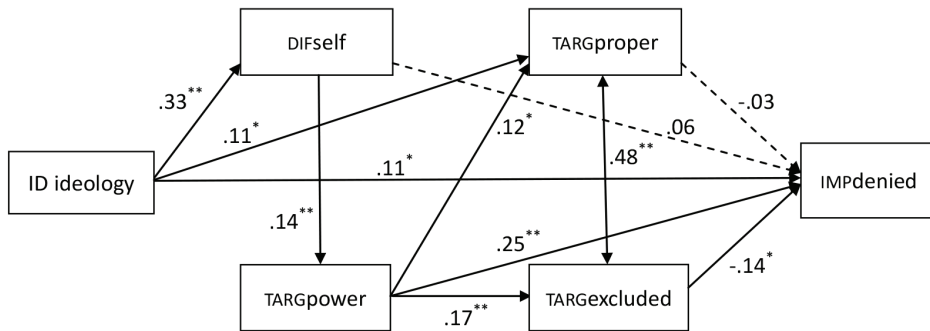 DIFself
TARGproper
.33**
.11*
.12*
-.03
.06
.48**
ID ideology
.11*
IMPdenied
.14**
.25**
-.14*
TARGpower
.17**
TARGexcluded